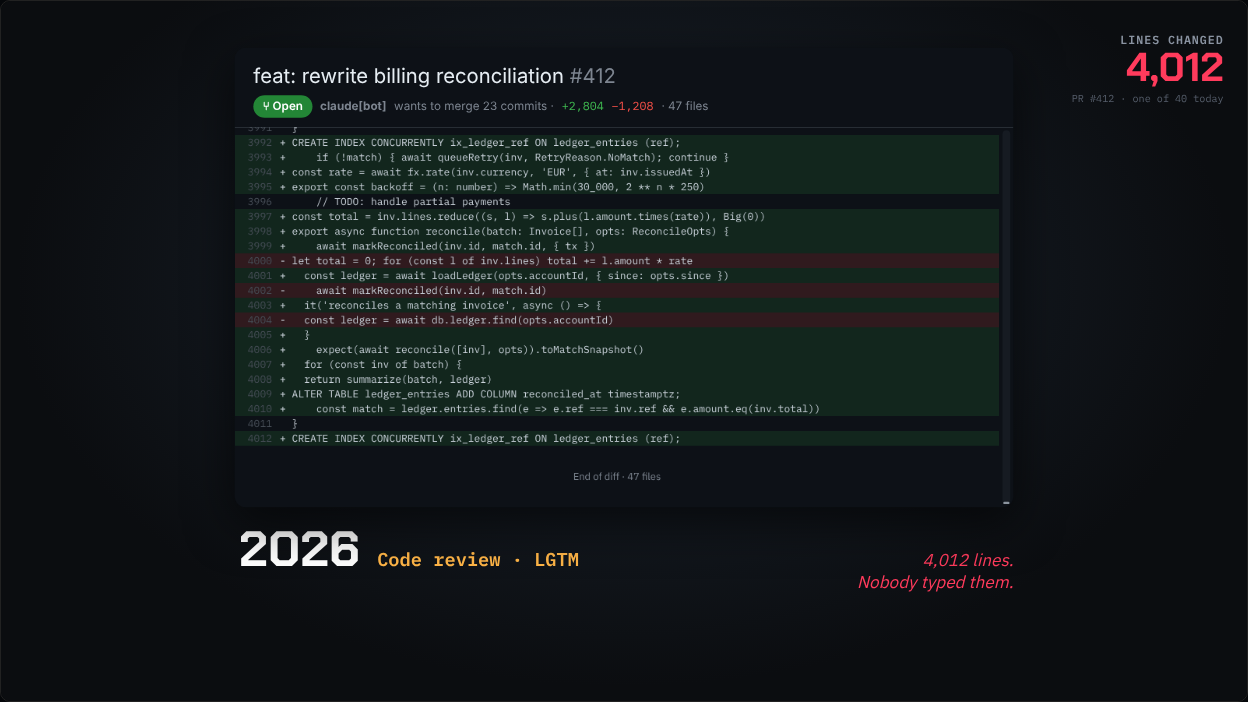 LINES CHANGED
4,012
PR #412 · one of 40 today
feat: rewrite billing reconciliation #412
Open claude[bot] wants to merge 23 commits · +2,804 −1,208 · 47 files
3991 }
3992 + CREATE INDEX CONCURRENTLY ix_ledger_ref ON ledger_entries (ref);
3993 + if (!match) { await queueRetry(inv, RetryReason.NoMatch); continue }
3994 + const rate = await fx.rate(inv.currency, 'EUR', { at: inv.issuedAt })
3995 + export const backoff = (n: number) => Math.min(30_000, 2 ** n * 250)
3996 // TODO: handle partial payments
3997 + const total = inv.lines.reduce((s, l) => s.plus(l.amount.times(rate)), Big(0))
3998 + export async function reconcile(batch: Invoice[], opts: ReconcileOpts) {
3999 + await markReconciled(inv.id, match.id, { tx })
4000 - let total = 0; for (const l of inv.lines) total += l.amount * rate
4001 + const ledger = await loadLedger(opts.accountId, { since: opts.since })
4002 - await markReconciled(inv.id, match.id)
4003 + it('reconciles a matching invoice', async () => {
4004 - const ledger = await db.ledger.find(opts.accountId)
4005 + }
4006 + expect(await reconcile([inv], opts)).toMatchSnapshot()
4007 + for (const inv of batch) {
4008 + return summarize(batch, ledger)
4009 + ALTER TABLE ledger_entries ADD COLUMN reconciled_at timestamptz;
4010 + const match = ledger.entries.find(e => e.ref === inv.ref && e.amount.eq(inv.total))
4011 }
4012 + CREATE INDEX CONCURRENTLY ix_ledger_ref ON ledger_entries (ref);
End of diff · 47 files
2026 Code review · LGTM
4,012 lines.
Nobody typed them.